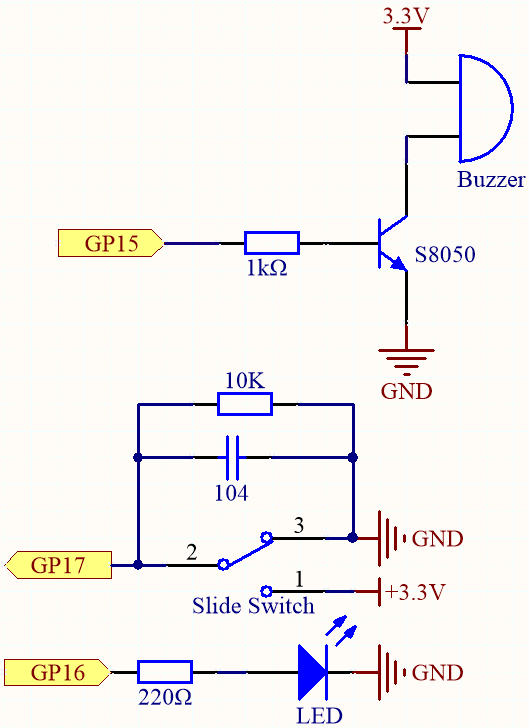 3.3V
Buzzer
GP15
1kΩ
S8050
GND
10K
104
3
GND
2
GP17
1
+3.3V
Slide Switch
GP16
GND
220Ω
LED